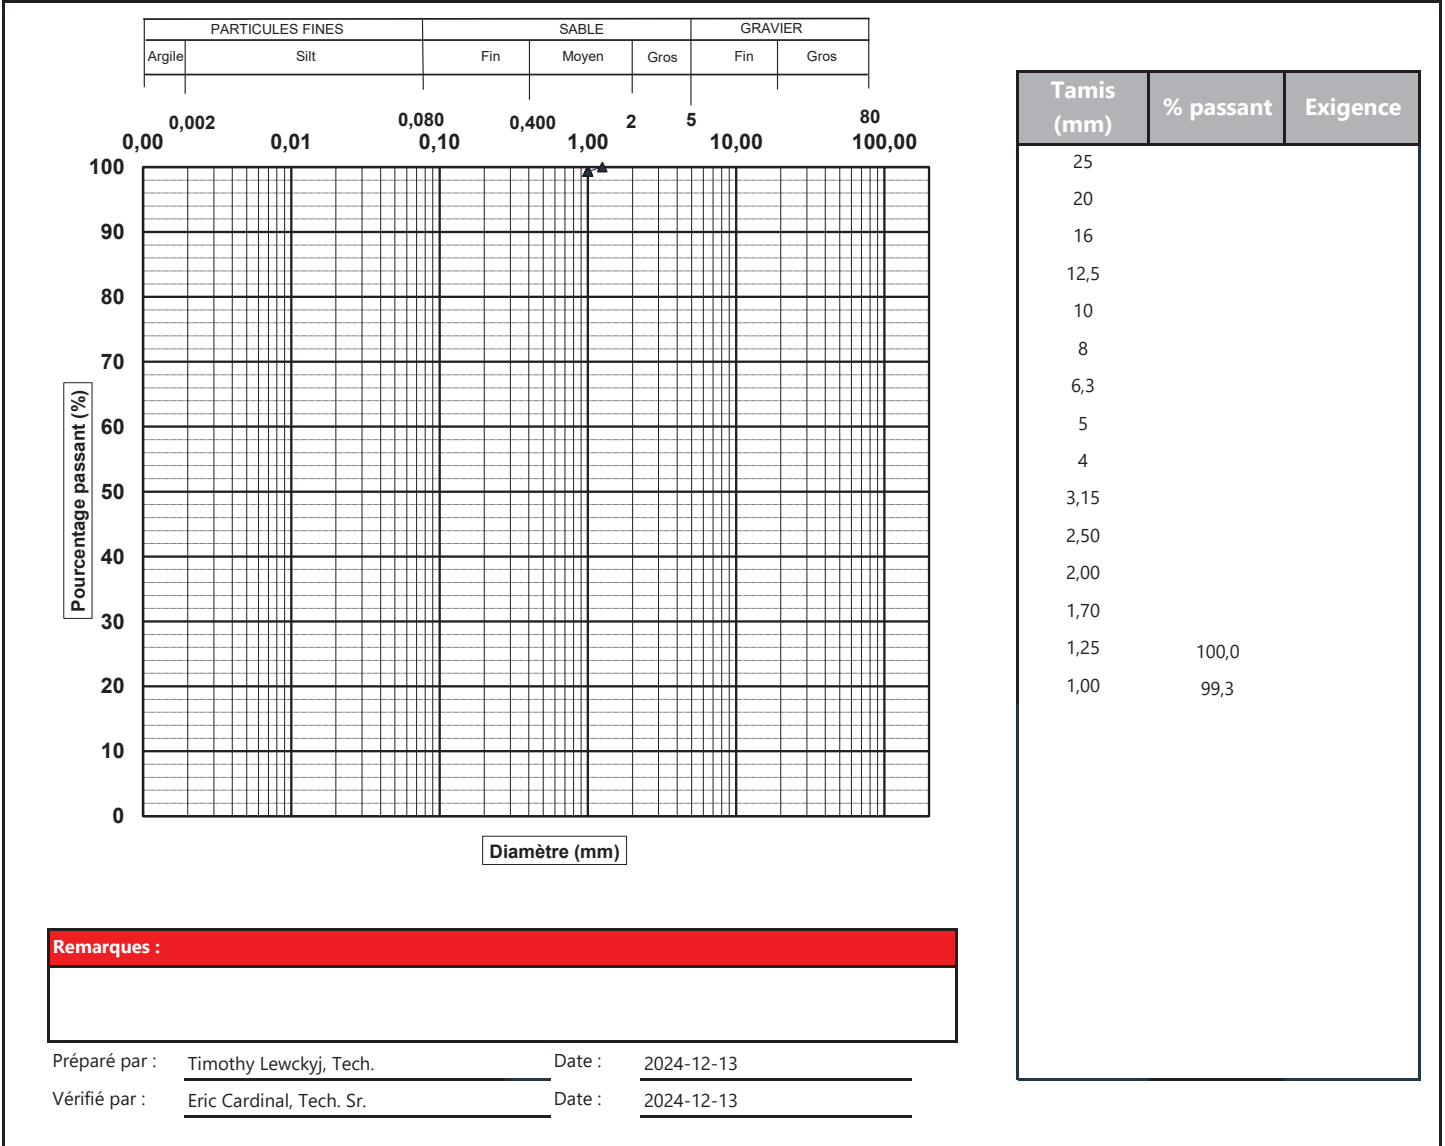 PARTICULES FINES SABLE GRAVIER
Argile Silt Fin Moyen Gros Fin Gros
0,002 0,080 0,400 2 5 80
0,00 0,01 0,10 1,00 10,00 100,00
100
90
80
70
60
50
40
30
20
10
0
Pourcentage passant (%)
Diamètre (mm)
Tamis (mm) % passant Exigence
25
20
16
12,5
10
8
6,3
5
4
3,15
2,50
2,00
1,70
1,25 100,0
1,00 99,3
Remarques :
Préparé par : Timothy Lewckyj, Tech. Date : 2024-12-13
Vérifié par : Eric Cardinal, Tech. Sr. Date : 2024-12-13